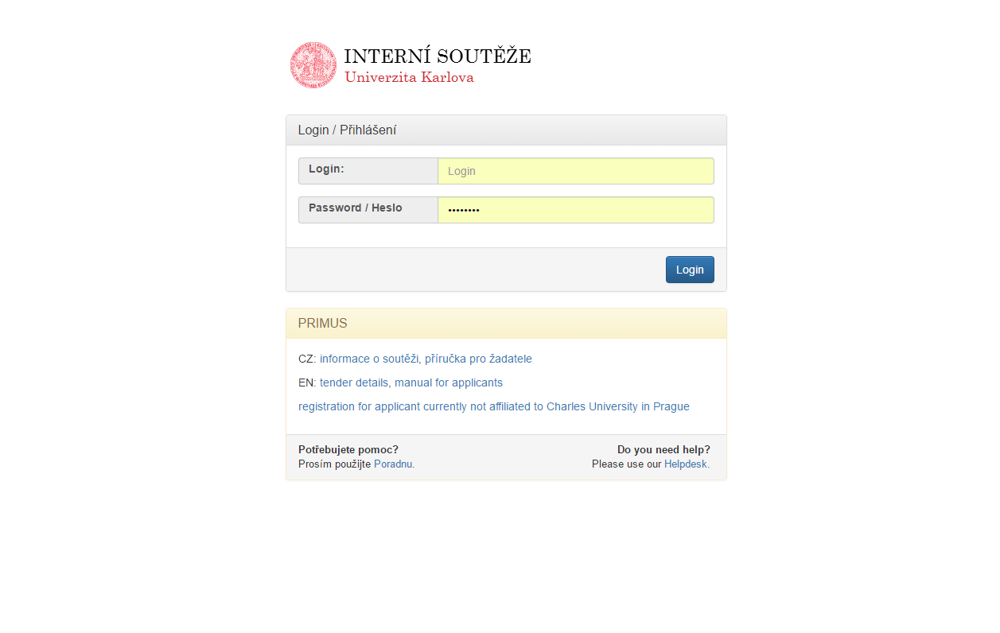 INTERNÍ SOUTĚŽE
Univerzita Karlova
Login / Přihlášení
Login: Login
Password / Heslo ••••••••
Login
PRIMUS
CZ: informace o soutěži, příručka pro žadatele
EN: tender details, manual for applicants
registration for applicant currently not affiliated to Charles University in Prague
Potřebujete pomoc? Do you need help?
Prosím použijte Poradnu. Please use our Helpdesk.